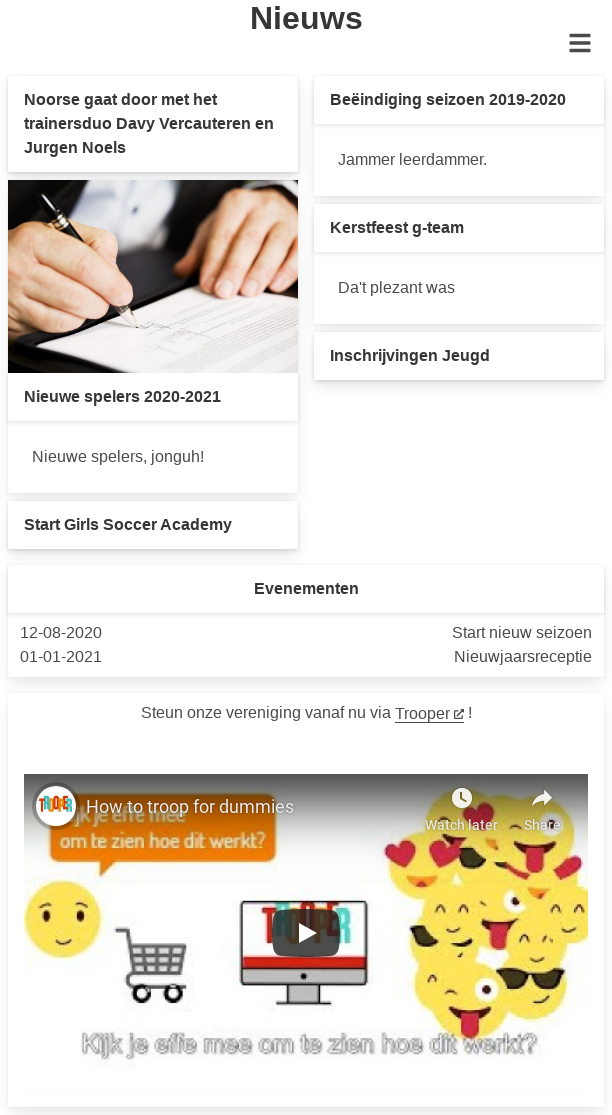 Nieuws
Noorse gaat door met het
trainersduo Davy Vercauteren en
Jurgen Noels
Nieuwe spelers 2020-2021
Nieuwe spelers, jonguh!
Start Girls Soccer Academy
Beëindiging seizoen 2019-2020
Jammer leerdammer.
Kerstfeest g-team
Da't plezant was
Inschrijvingen Jeugd
Evenementen
12-08-2020 Start nieuw seizoen
01-01-2021 Nieuwjaarsreceptie
Steun onze vereniging vanaf nu via Trooper !
TROOPER
How to troop for dummies
Watch later
Share
je effe mee
om te zien hoe dit werkt?
TROOPER
Kijk je effe mee om te zien hoe dit werkt?